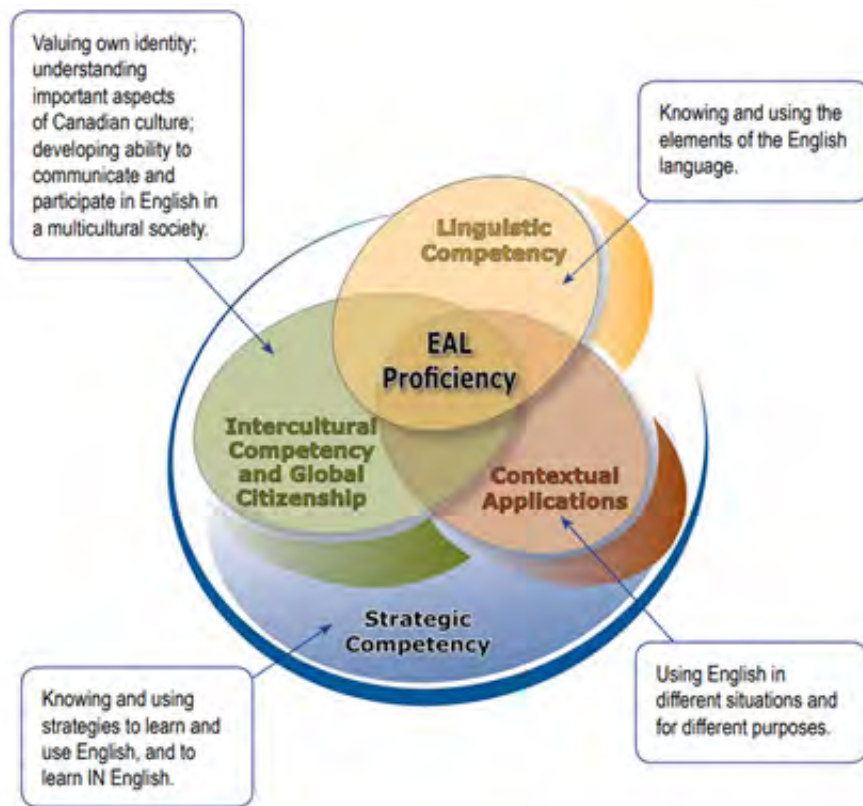 Valuing own identity;
understanding
important aspects
of Canadian culture;
developing ability to
communicate and
participate in English in
a multicultural society.
Knowing and using the
elements of the English
language.
Linguistic
Competency
EAL
Proficiency
Intercultural
Competency
and Global
Citizenship
Contextual
Applications
Strategic
Competency
Knowing and using
strategies to learn and
use English, and to
learn IN English.
Using English in
different situations and
for different purposes.